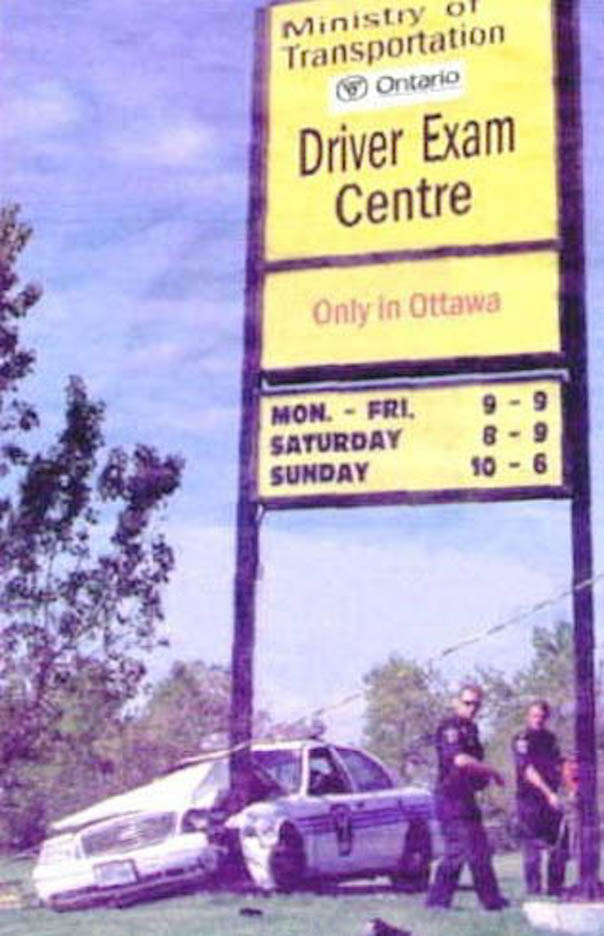 Ministry of
Transportation
Ontario
Driver Exam
Centre
Only in Ottawa
MON. - FRI. 9 - 9
SATURDAY 8 - 9
SUNDAY 10 - 6